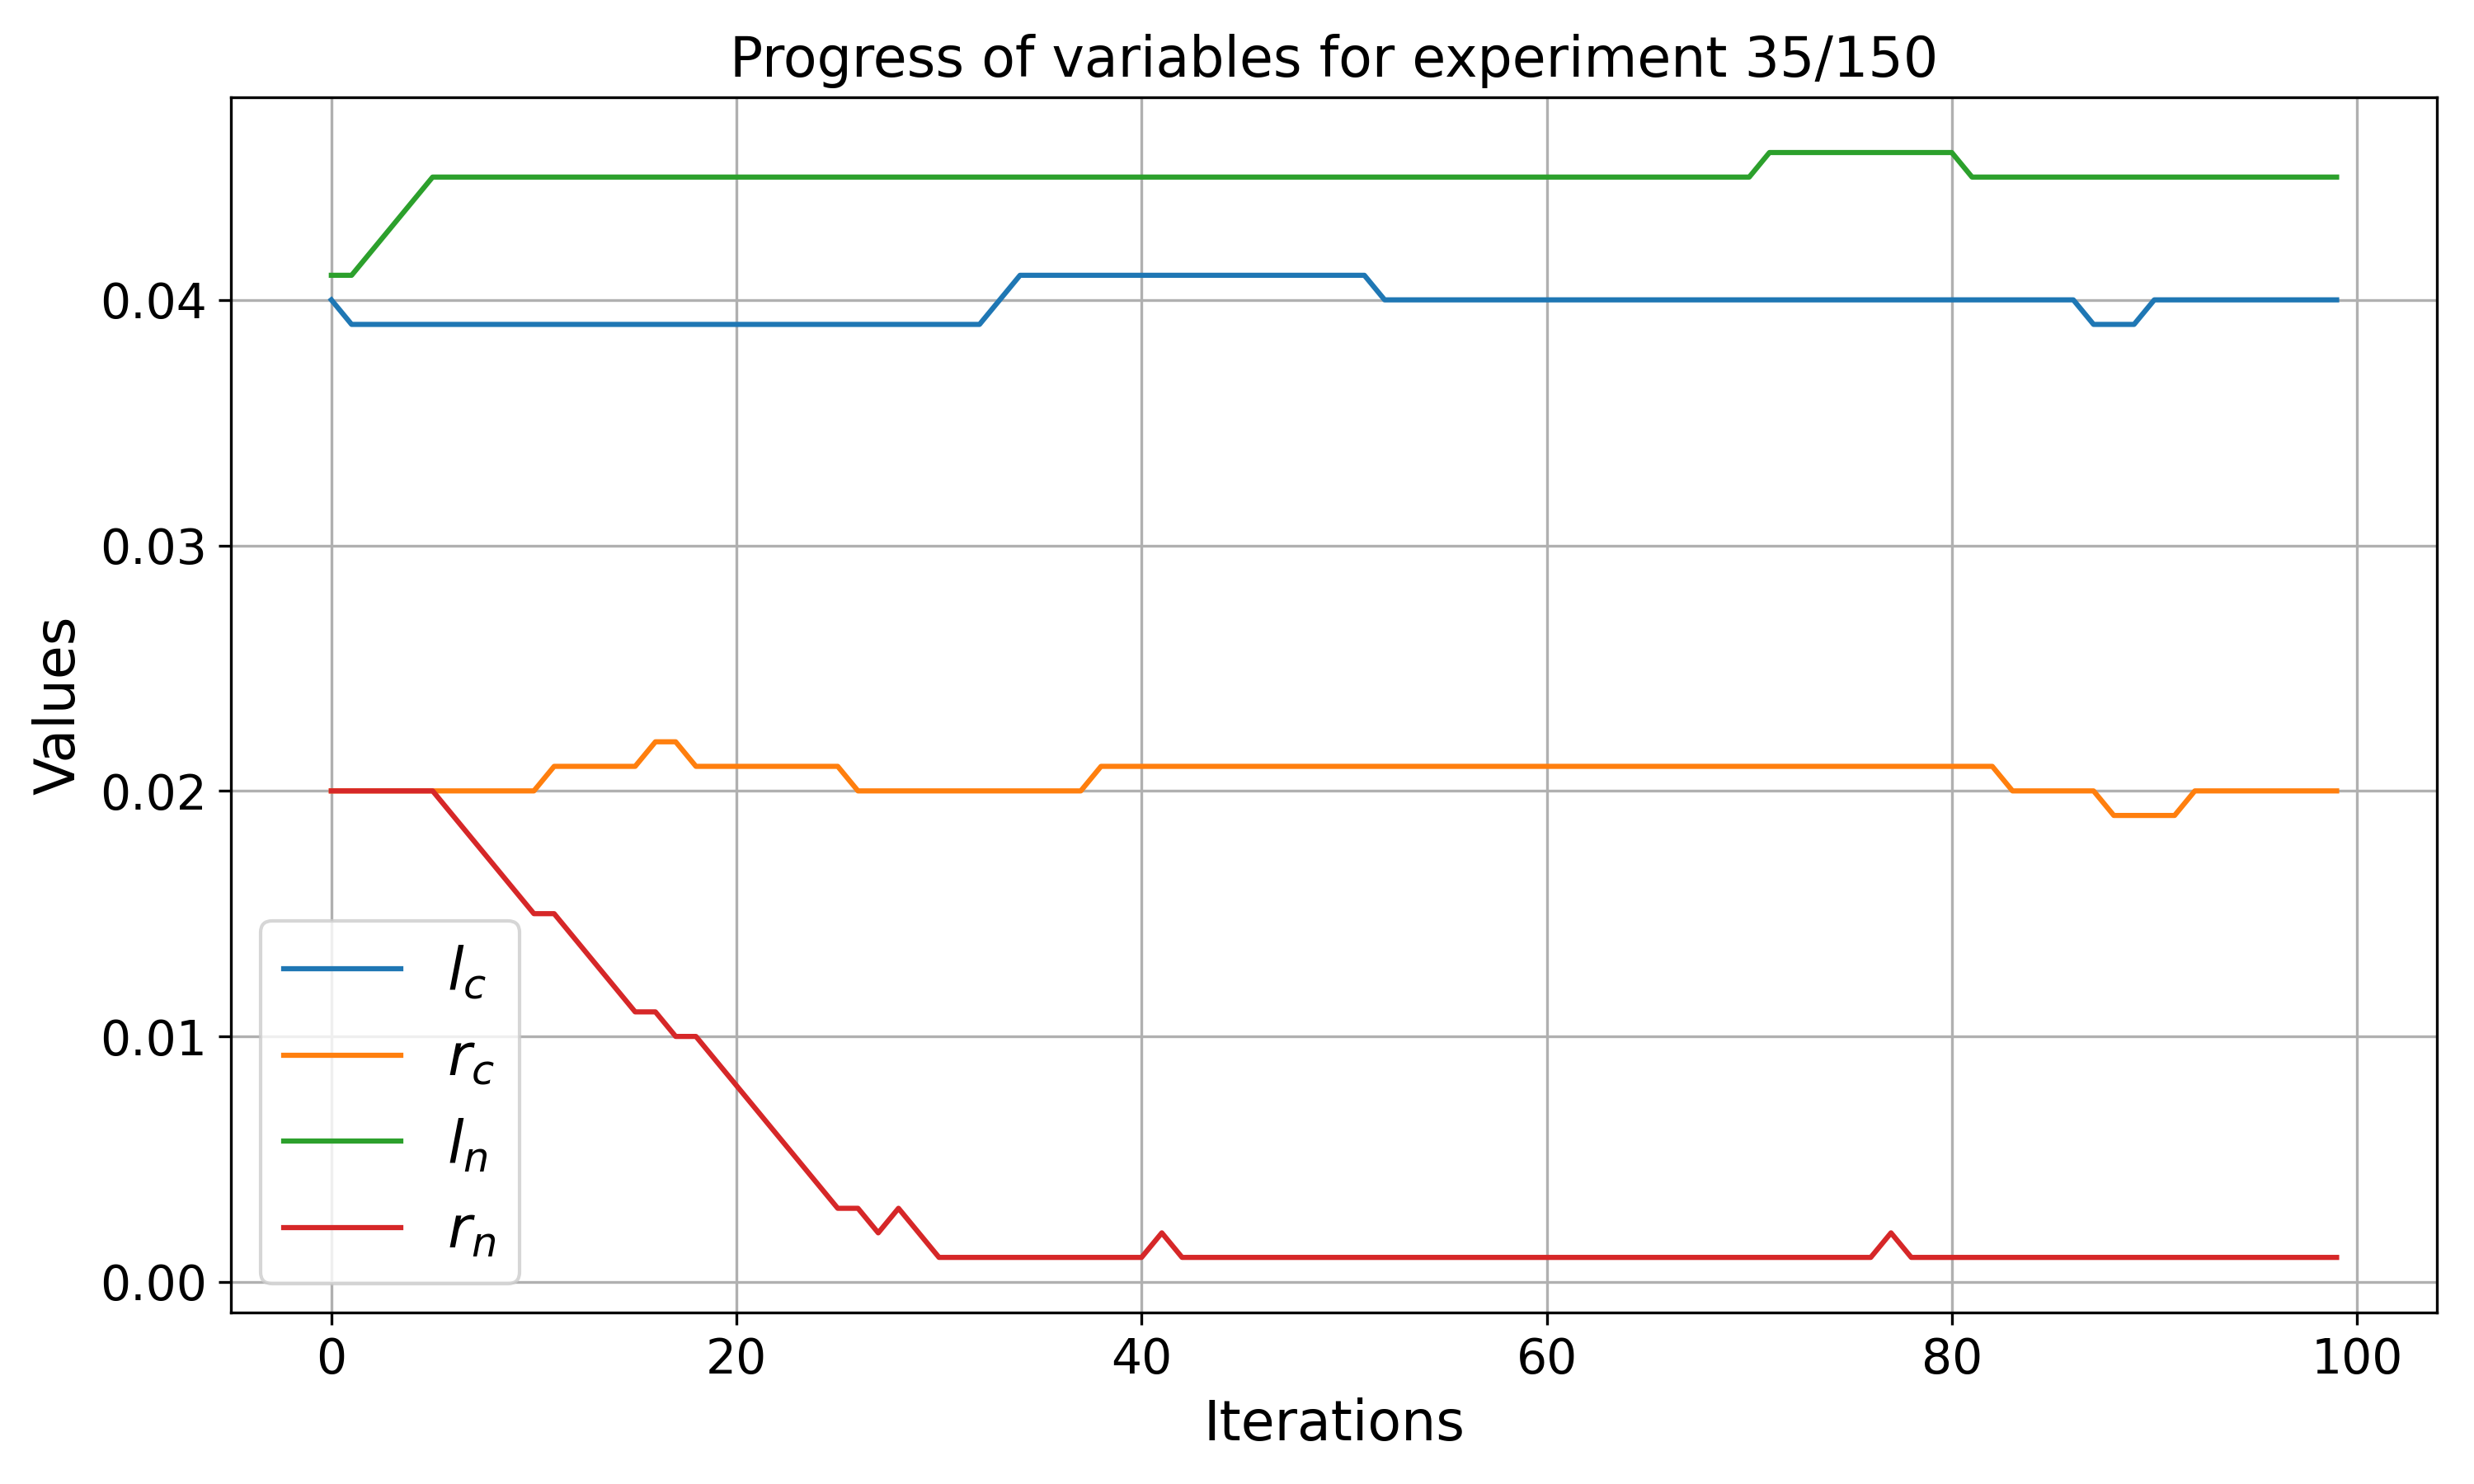 Progress of variables for experiment 35/150
Values
0.04
0.03
0.02
0.01
0.00
l_c
r_c
l_n
r_n
0 20 40 60 80 100
Iterations